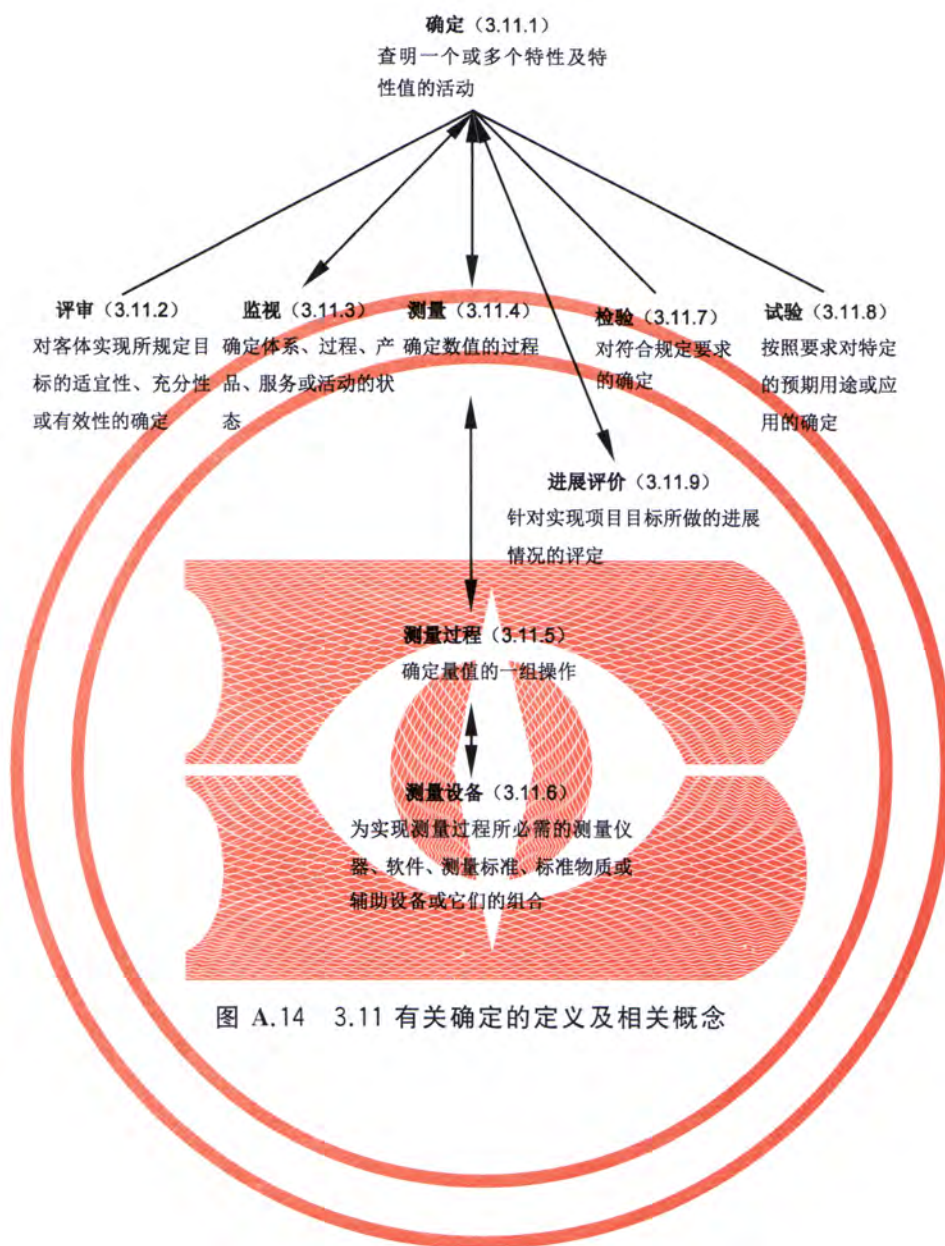 确定（3.11.1）
查明一个或多个特性及特
性值的活动
评审（3.11.2）
对客体实现所规定目
标的适宜性、充分性
或有效性的确定
监视（3.11.3）
确定体系、过程、产
品、服务或活动的状
态
测量（3.11.4）
确定数值的过程
检验（3.11.7）
对符合规定要求
的确定
试验（3.11.8）
按照要求对特定
的预期用途或应
用的确定
进展评价（3.11.9）
针对实现项目目标所做的进展
情况的评定
测量过程（3.11.5）
确定量值的一组操作
测量设备（3.11.6）
为实现测量过程所必需的测量仪
器、软件、测量标准、标准物质或
辅助设备或它们的组合
图 A.14 3.11 有关确定的定义及相关概念